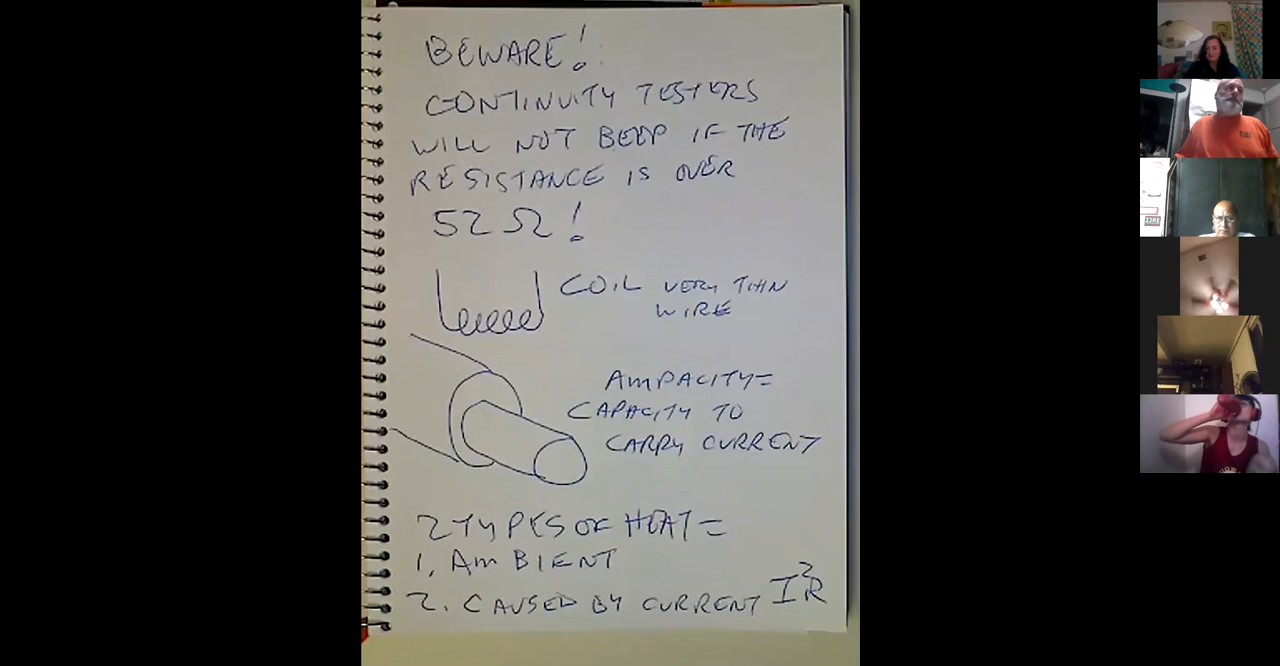 BEWARE!
CONTINUITY TESTERS
WILL NOT BEEP IF THE
RESISTANCE IS OVER
52 Ω!
COIL VERY THIN
WIRE
AMPACITY=
CAPACITY TO
CARRY CURRENT
2 TYPES OF HEAT=
1. AMBIENT
2. CAUSED BY CURRENT I²R